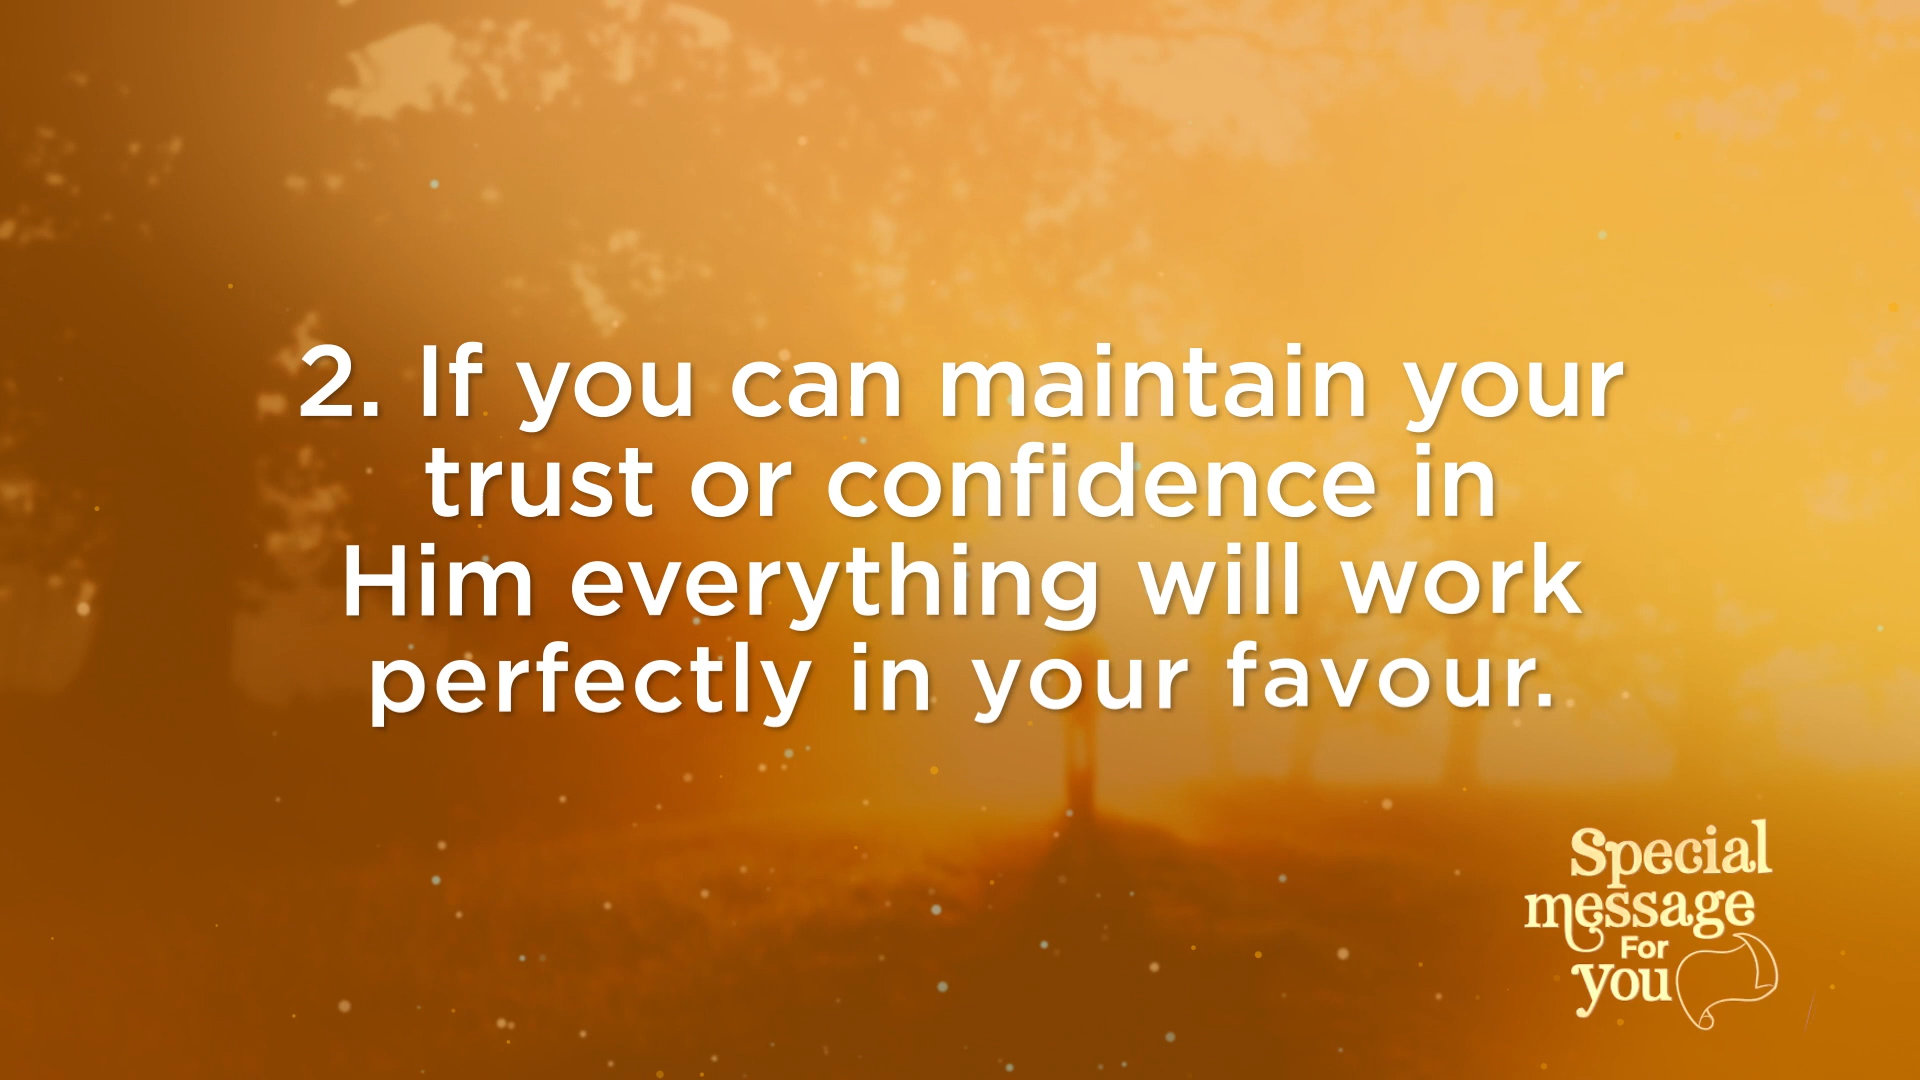 2. If you can maintain your
trust or confidence in
Him everything will work
perfectly in your favour.
Special
message
For
you